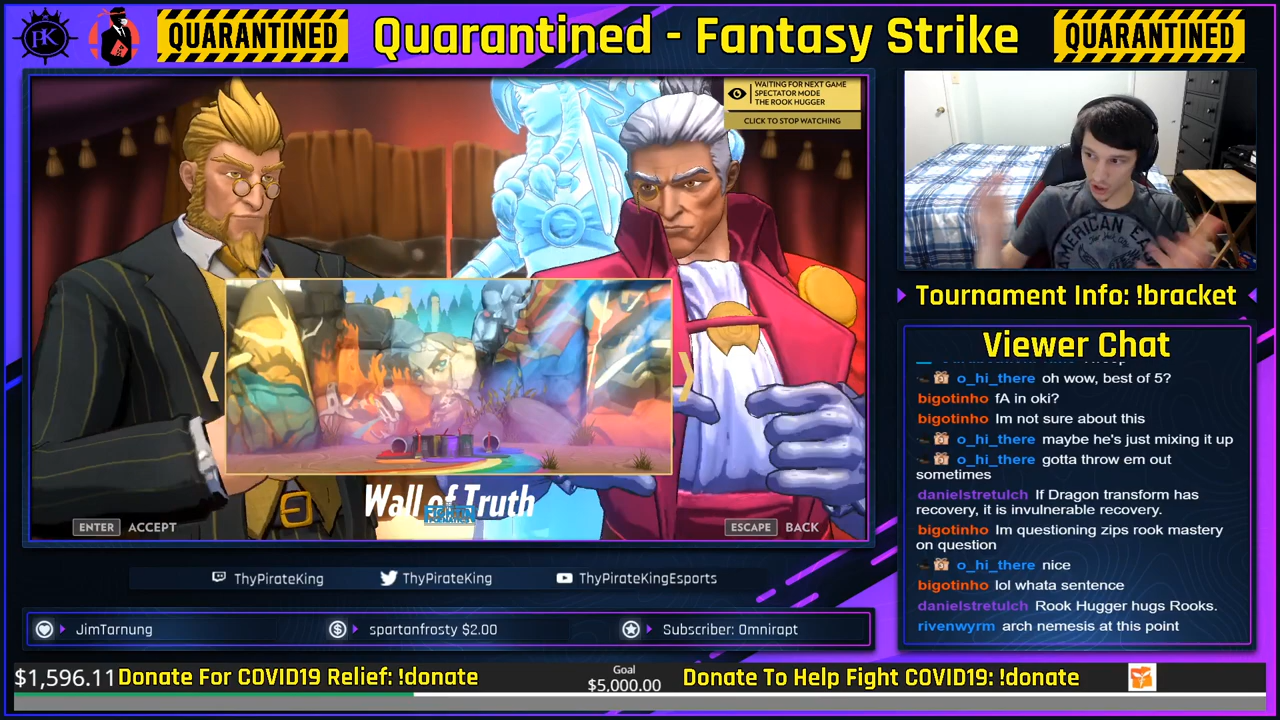 PK
QUARANTINED
Quarantined - Fantasy Strike
QUARANTINED
WAITING FOR NEXT GAME
SPECTATOR MODE
THE ROOK HUGGER
CLICK TO STOP WATCHING
Wall of Truth
ENTER ACCEPT
ESCAPE BACK
Tournament Info: !bracket
Viewer Chat
o_hi_there oh wow, best of 5?
bigotinho fA in oki?
bigotinho Im not sure about this
o_hi_there maybe he's just mixing it up
o_hi_there gotta throw em out
sometimes
danielstretulch If Dragon transform has
recovery, it is invulnerable recovery.
bigotinho Im questioning zips rook mastery
on question
o_hi_there nice
bigotinho lol whata sentence
danielstretulch Rook Hugger hugs Rooks.
rivenwyrm arch nemesis at this point
ThyPirateKing
ThyPirateKing
ThyPirateKingEsports
JimTarnung
spartanfrosty $2.00
Subscriber: Omnirapt
$1,596.11
Donate For COVID19 Relief: !donate
Goal
$5,000.00
Donate To Help Fight COVID19: !donate